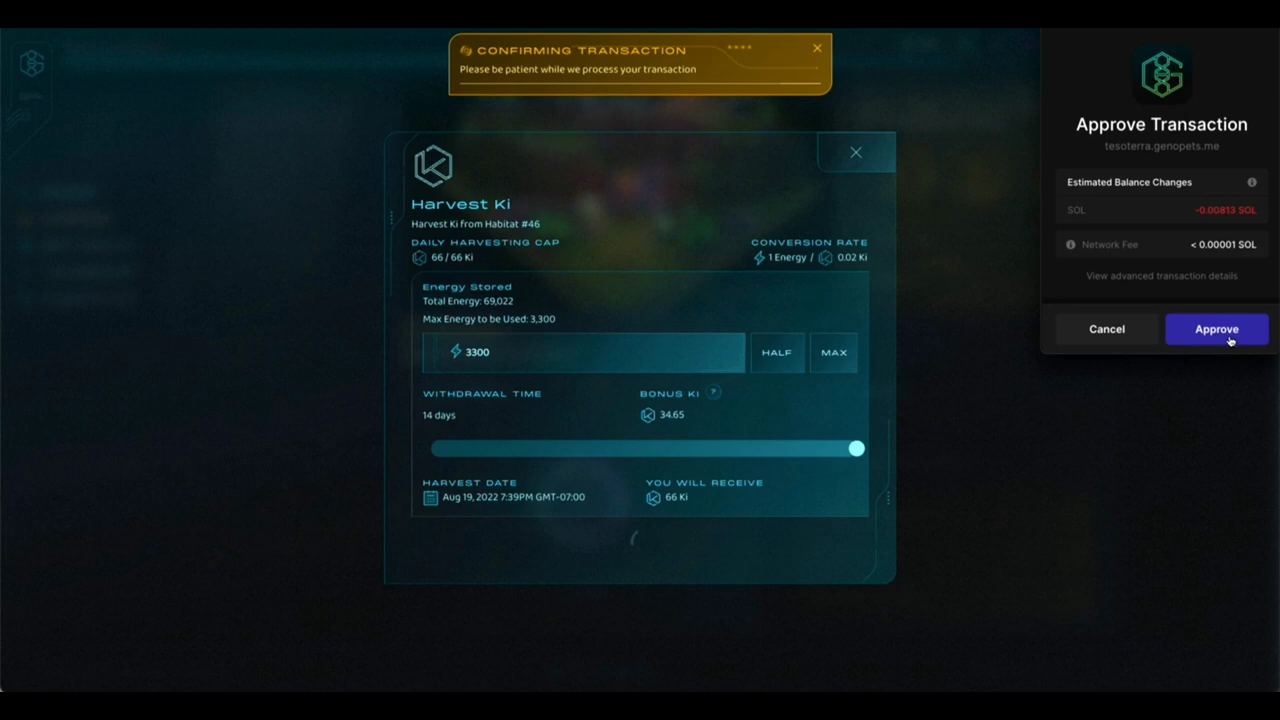 CONFIRMING TRANSACTION
Please be patient while we process your transaction
Harvest Ki
Harvest Ki from Habitat #46
DAILY HARVESTING CAP
66 / 66 Ki
CONVERSION RATE
1 Energy / 0.02 Ki
Energy Stored
Total Energy: 69,022
Max Energy to be Used: 3,300
3300
HALF
MAX
WITHDRAWAL TIME
14 days
BONUS KI ?
34.65
HARVEST DATE
Aug 19, 2022 7:39PM GMT-07:00
YOU WILL RECEIVE
66 Ki
Approve Transaction
tesoterra.genopets.me
Estimated Balance Changes
SOL -0.00813 SOL
Network Fee < 0.00001 SOL
View advanced transaction details
Cancel
Approve